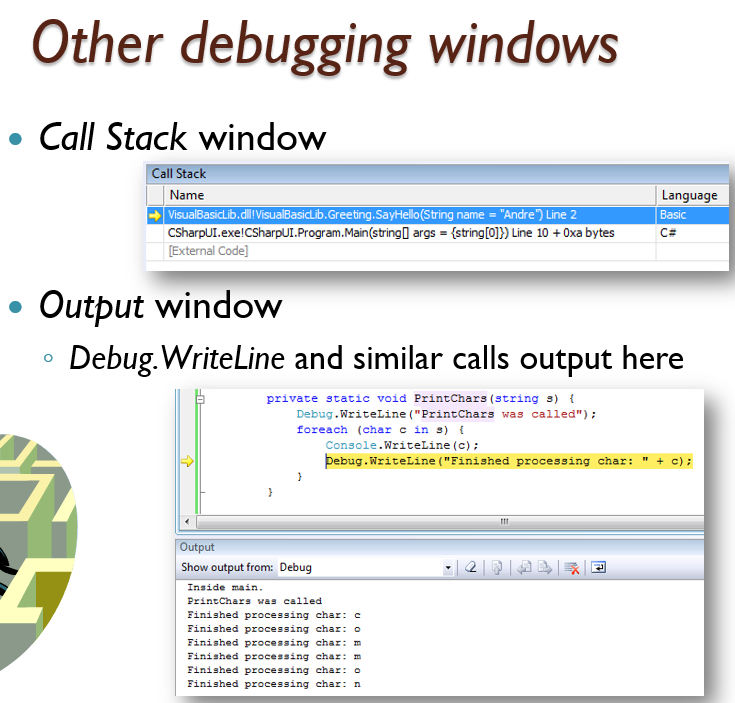 Other debugging windows
Call Stack window
Call Stack
Name Language
VisualBasicLib.dll!VisualBasicLib.Greeting.SayHello(String name = "Andre") Line 2 Basic
CSharpUI.exe!CSharpUI.Program.Main(string[] args = {string[0]}) Line 10 + 0xa bytes C#
[External Code]
Output window
Debug.WriteLine and similar calls output here
private static void PrintChars(string s) {
Debug.WriteLine("PrintChars was called");
foreach (char c in s) {
Console.WriteLine(c);
Debug.WriteLine("Finished processing char: " + c);
}
}
Output
Show output from: Debug
Inside main.
PrintChars was called
Finished processing char: c
Finished processing char: o
Finished processing char: m
Finished processing char: m
Finished processing char: o
Finished processing char: n